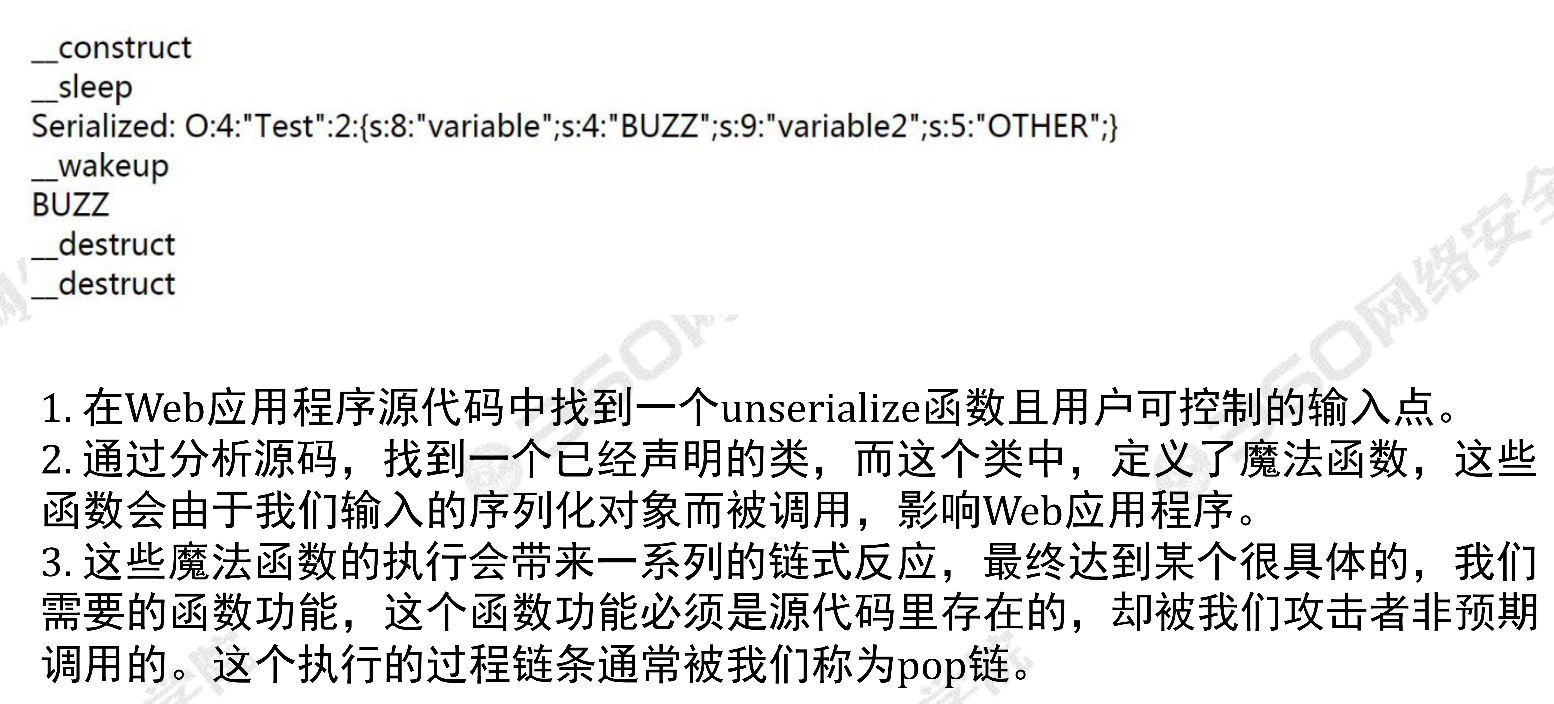 __construct
__sleep
Serialized: O:4:"Test":2:{s:8:"variable";s:4:"BUZZ";s:9:"variable2";s:5:"OTHER";}
__wakeup
BUZZ
__destruct
__destruct
360网络安全
1. 在Web应用程序源代码中找到一个unserialize函数且用户可控制的输入点。
2. 通过分析源码，找到一个已经声明的类，而这个类中，定义了魔法函数，这些
函数会由于我们输入的序列化对象而被调用，影响Web应用程序。
3. 这些魔法函数的执行会带来一系列的链式反应，最终达到某个很具体的，我们
需要的函数功能，这个函数功能必须是源代码里存在的，却被我们攻击者非预期
调用的。这个执行的过程链条通常被我们称为pop链。